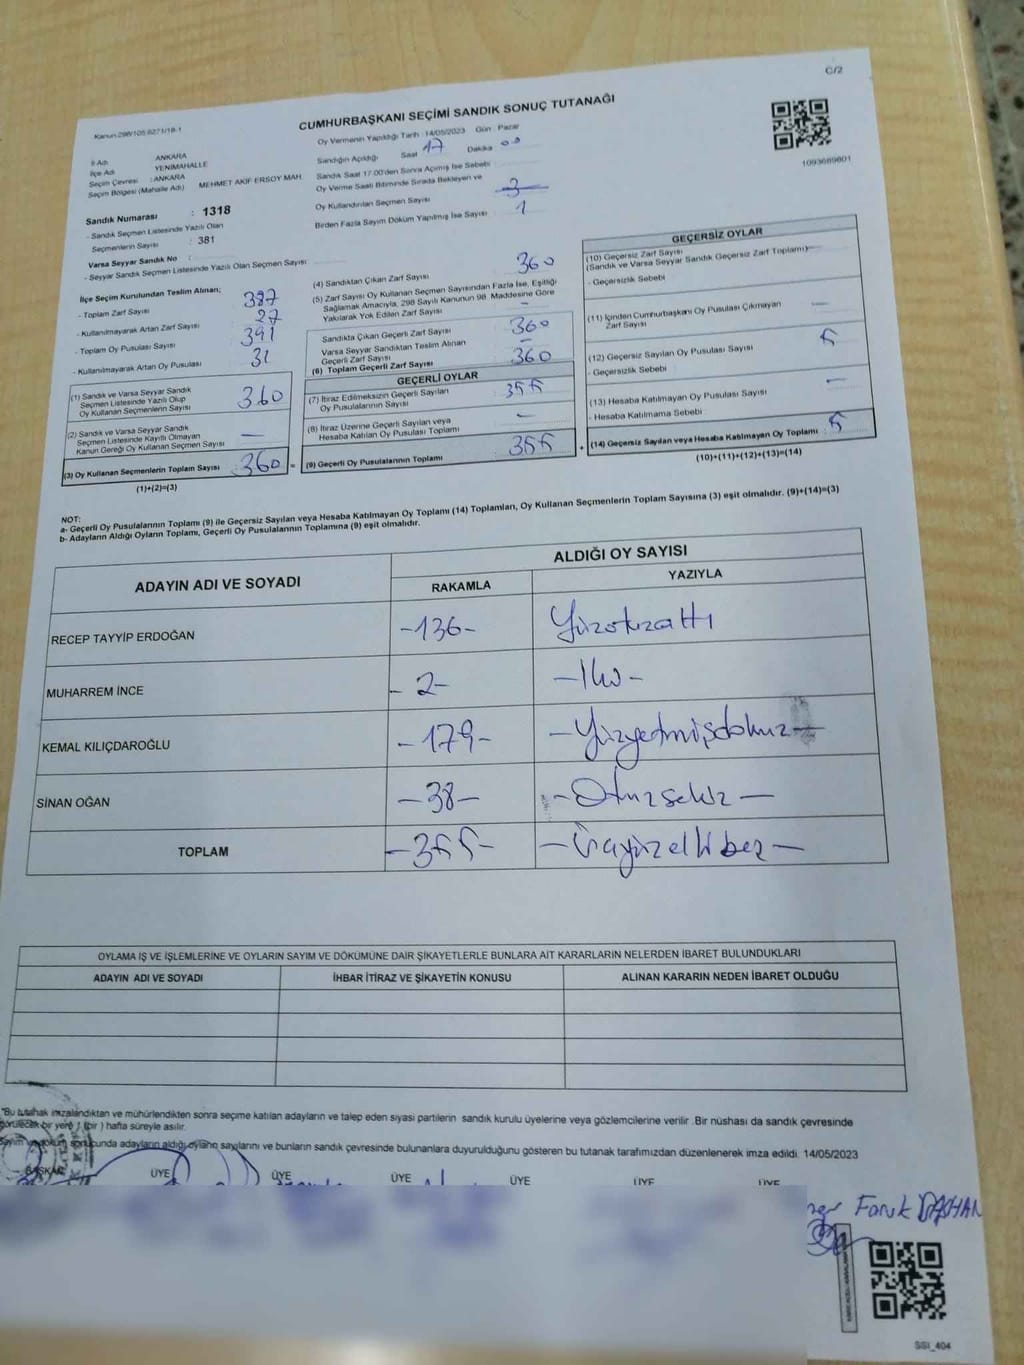 C/2
Kanun:298/105,6271/18-1
CUMHURBAŞKANI SEÇİMİ SANDIK SONUÇ TUTANAĞI
1093689801
İl Adı ANKARA
İlçe Adı YENİMAHALLE
Seçim Çevresi : ANKARA
Seçim Bölgesi (Mahalle Adı) MEHMET AKİF ERSOY MAH.
Sandık Numarası : 1318
- Sandık Seçmen Listesinde Yazılı Olan
Seçmenlerin Sayısı : 381
Varsa Seyyar Sandık No :
- Seyyar Sandık Seçmen Listesinde Yazılı Olan Seçmen Sayısı:
Oy Vermenin Yapıldığı Tarih : 14/05/2023 Gün Pazar
Sandığın Açıldığı Saat 17 Dakika 00
Sandık Saat 17.00'den Sonra Açılmış İse Sebebi
Oy Verme Saati Bitiminde Sırada Bekleyen ve
Oy Kullandırılan Seçmen Sayısı 3
Birden Fazla Sayım Döküm Yapılmış İse Sayısı 1
İlçe Seçim Kurulundan Teslim Alınan;
- Toplam Zarf Sayısı 387
- Kullanılmayarak Artan Zarf Sayısı 27
- Toplam Oy Pusulası Sayısı 391
- Kullanılmayarak Artan Oy Pusulası 31
(1) Sandık ve Varsa Seyyar Sandık
Seçmen Listesinde Yazılı Olup
Oy Kullanan Seçmenlerin Sayısı 360
(2) Sandık ve Varsa Seyyar Sandık
Seçmen Listesinde Kayıtlı Olmayan
Kanun Gereği Oy Kullanan Seçmen Sayısı —
(3) Oy Kullanan Seçmenlerin Toplam Sayısı : 360
(1)+(2)=(3)
(4) Sandıktan Çıkan Zarf Sayısı 360
(5) Zarf Sayısı Oy Kullanan Seçmen Sayısından Fazla İse, Eşitliği
Sağlamak Amacıyla, 298 Sayılı Kanunun 98. Maddesine Göre
Yakılarak Yok Edilen Zarf Sayısı -
Sandıkta Çıkan Geçerli Zarf Sayısı 360
Varsa Seyyar Sandıktan Teslim Alınan
Geçerli Zarf Sayısı -
(6) Toplam Geçerli Zarf Sayısı 360
GEÇERLİ OYLAR
(7) İtiraz Edilmeksizin Geçerli Sayılan
Oy Pusulalarının Sayısı 355
(8) İtiraz Üzerine Geçerli Sayılan veya
Hesaba Katılan Oy Pusulası Toplamı -
= (9) Geçerli Oy Pusulalarının Toplamı : 355
GEÇERSİZ OYLAR
(10) Geçersiz Zarf Sayısı
(Sandık ve Varsa Seyyar Sandık Geçersiz Zarf Toplamı) —
- Geçersizlik Sebebi
(11) İçinden Cumhurbaşkanı Oy Pusulası Çıkmayan
Zarf Sayısı —
(12) Geçersiz Sayılan Oy Pusulası Sayısı 5
- Geçersizlik Sebebi
(13) Hesaba Katılmayan Oy Pusulası Sayısı —
- Hesaba Katılmama Sebebi
+ (14) Geçersiz Sayılan veya Hesaba Katılmayan Oy Toplamı : 5
(10)+(11)+(12)+(13)=(14)
NOT:
a- Geçerli Oy Pusulalarının Toplamı (9) ile Geçersiz Sayılan veya Hesaba Katılmayan Oy Toplamı (14) Toplamları, Oy Kullanan Seçmenlerin Toplam Sayısına (3) eşit olmalıdır. (9)+(14)=(3)
b- Adayların Aldığı Oyların Toplamı, Geçerli Oy Pusulalarının Toplamına (9) eşit olmalıdır.
ADAYIN ADI VE SOYADI
ALDIĞI OY SAYISI
RAKAMLA YAZIYLA
RECEP TAYYİP ERDOĞAN -136- Yüzotuzaltı
MUHARREM İNCE - 2- -İki-
KEMAL KILIÇDAROĞLU -179- -Yüzyetmişdokuz-
SİNAN OĞAN -38- -Otuzsekiz-
TOPLAM -355- -Üçyüzellibeş-
OYLAMA İŞ VE İŞLEMLERİNE VE OYLARIN SAYIM VE DÖKÜMÜNE DAİR ŞİKAYETLERLE BUNLARA AİT KARARLARIN NELERDEN İBARET BULUNDUKLARI
ADAYIN ADI VE SOYADI İHBAR İTİRAZ VE ŞİKAYETİN KONUSU ALINAN KARARIN NEDEN İBARET OLDUĞU
"Bu tutanak imzalandıktan ve mühürlendikten sonra seçime katılan adayların ve talep eden siyasi partilerin sandık kurulu üyelerine veya gözlemcilerine verilir. Bir nüshası da sandık çevresinde
görülecek bir yere 1 (bir) hafta süreyle asılır.
Sayım ve döküm sonucunda adayların aldığı oyların sayılarını ve bunların sandık çevresinde bulunanlara duyurulduğunu gösteren bu tutanak tarafımızdan düzenlenerek imza edildi. 14/05/2023
BAŞKAN ÜYE ÜYE ÜYE ÜYE ÜYE ÜYE
Faruk
SSI_404